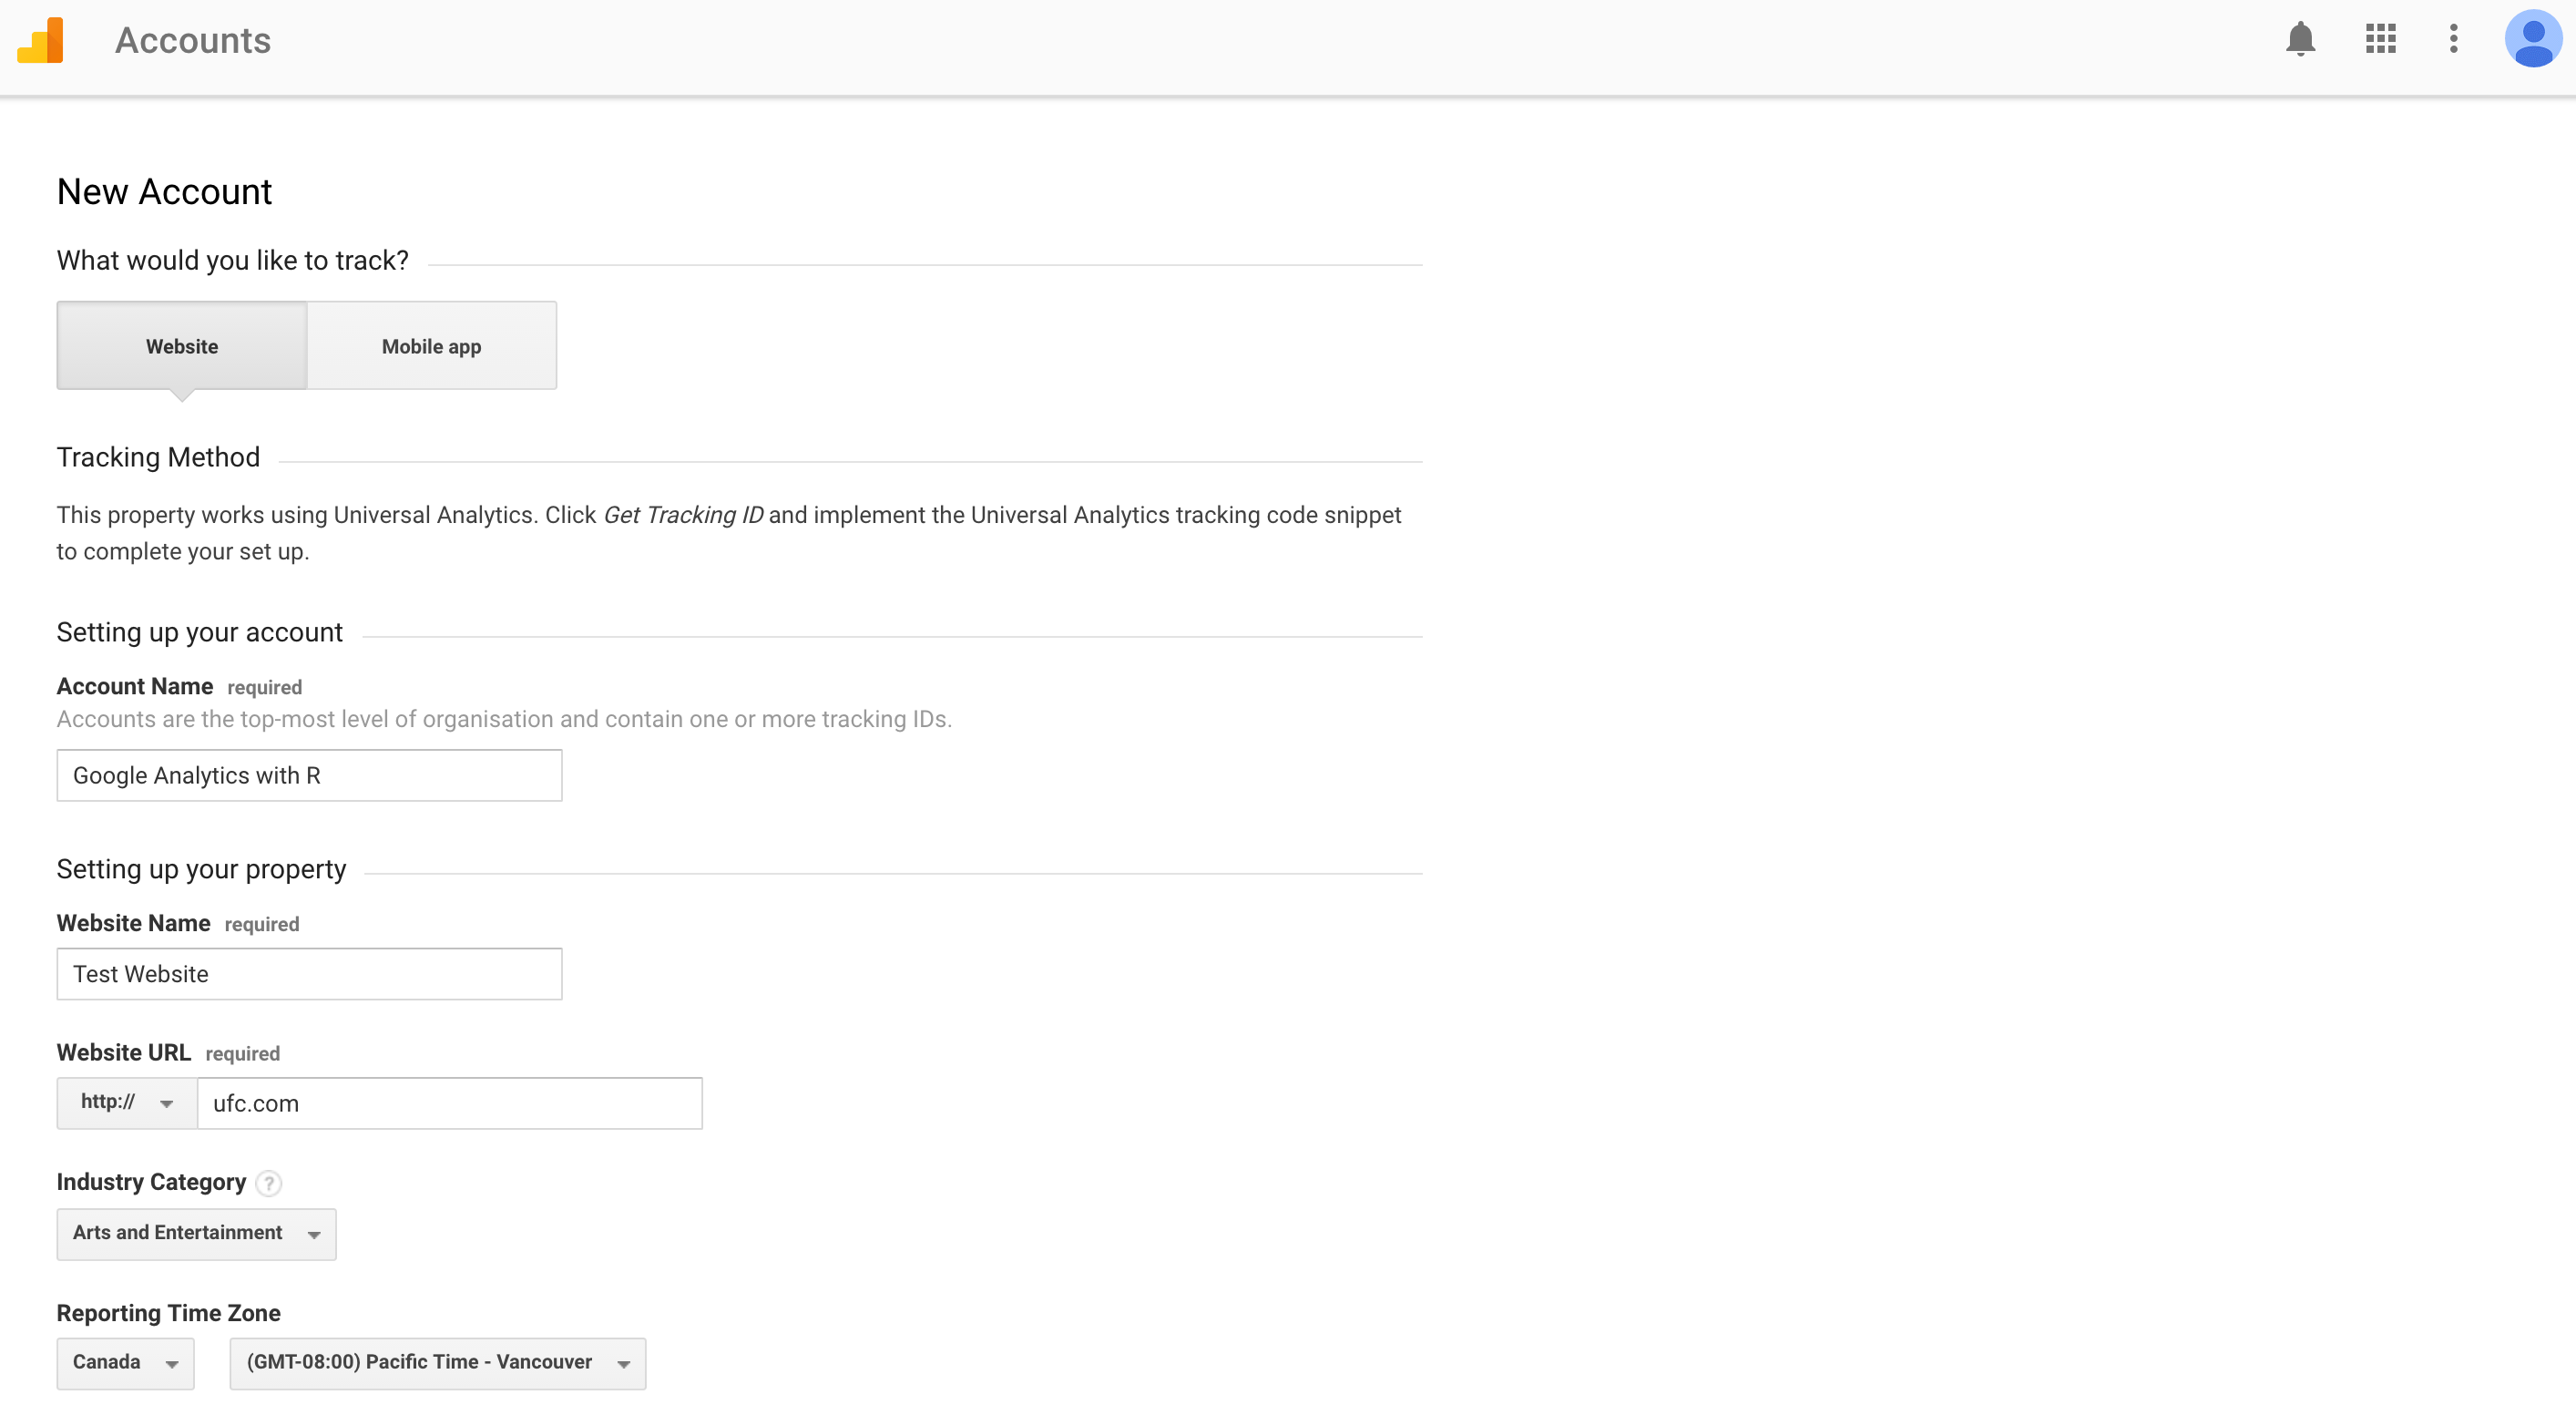 Accounts
New Account
What would you like to track?
Website
Mobile app
Tracking Method
This property works using Universal Analytics. Click Get Tracking ID and implement the Universal Analytics tracking code snippet
to complete your set up.
Setting up your account
Account Name required
Accounts are the top-most level of organisation and contain one or more tracking IDs.
Google Analytics with R
Setting up your property
Website Name required
Test Website
Website URL required
http:// ufc.com
Industry Category ?
Arts and Entertainment
Reporting Time Zone
Canada (GMT-08:00) Pacific Time - Vancouver